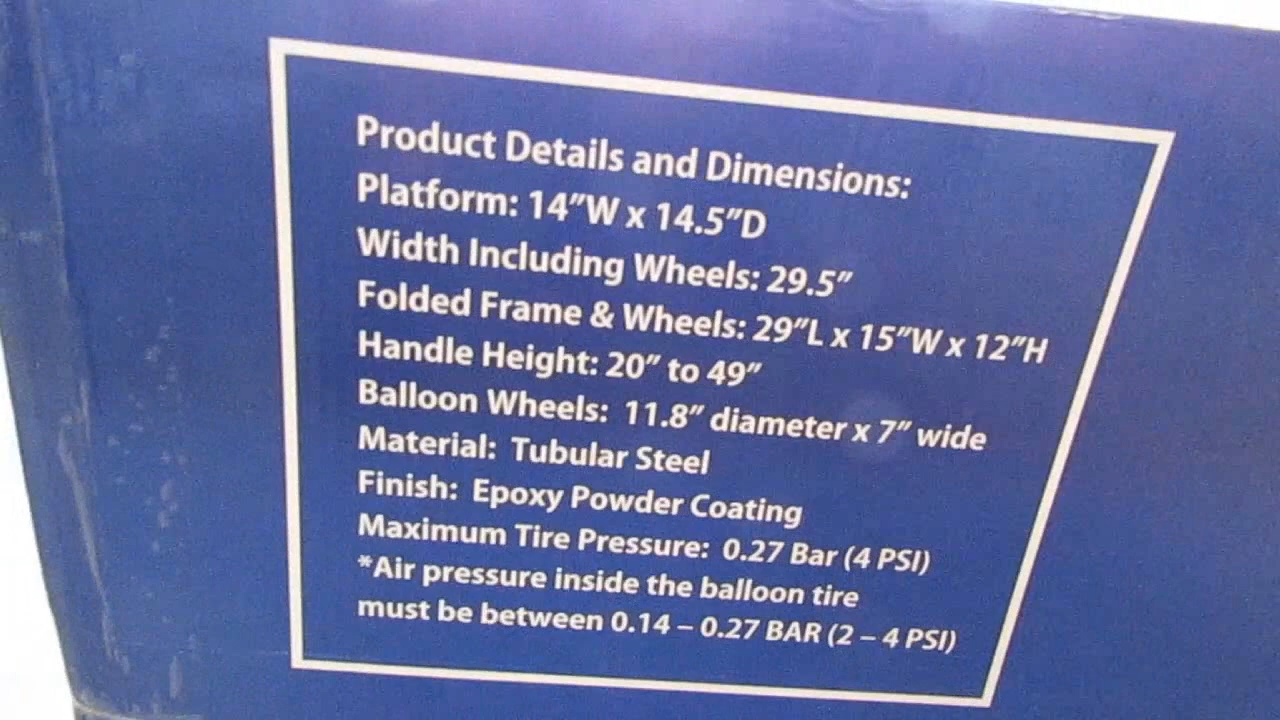 Product Details and Dimensions:
Platform: 14”W x 14.5”D
Width Including Wheels: 29.5”
Folded Frame & Wheels: 29”L x 15”W x 12”H
Handle Height: 20” to 49”
Balloon Wheels:  11.8” diameter x 7” wide
Material:  Tubular Steel
Finish:  Epoxy Powder Coating
Maximum Tire Pressure:  0.27 Bar (4 PSI)
*Air pressure inside the balloon tire
must be between 0.14 – 0.27 BAR (2 – 4 PSI)